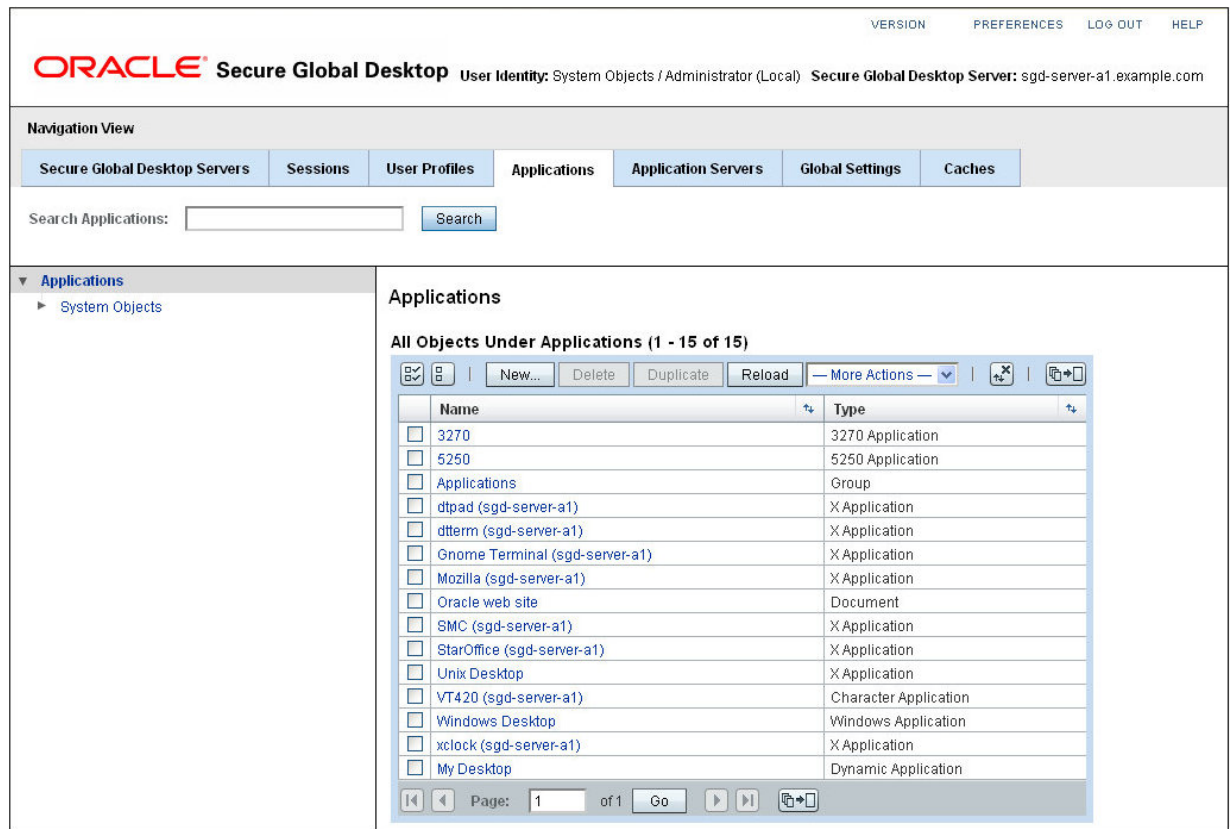 VERSION PREFERENCES LOG OUT HELP
ORACLE Secure Global Desktop User Identity: System Objects / Administrator (Local) Secure Global Desktop Server: sgd-server-a1.example.com
Navigation View
Secure Global Desktop Servers Sessions User Profiles Applications Application Servers Global Settings Caches
Search Applications: Search
Applications
System Objects
Applications
All Objects Under Applications (1 - 15 of 15)
New... Delete Duplicate Reload — More Actions —
Name Type
3270 3270 Application
5250 5250 Application
Applications Group
dtpad (sgd-server-a1) X Application
dtterm (sgd-server-a1) X Application
Gnome Terminal (sgd-server-a1) X Application
Mozilla (sgd-server-a1) X Application
Oracle web site Document
SMC (sgd-server-a1) X Application
StarOffice (sgd-server-a1) X Application
Unix Desktop X Application
VT420 (sgd-server-a1) Character Application
Windows Desktop Windows Application
xclock (sgd-server-a1) X Application
My Desktop Dynamic Application
Page: 1 of 1 Go